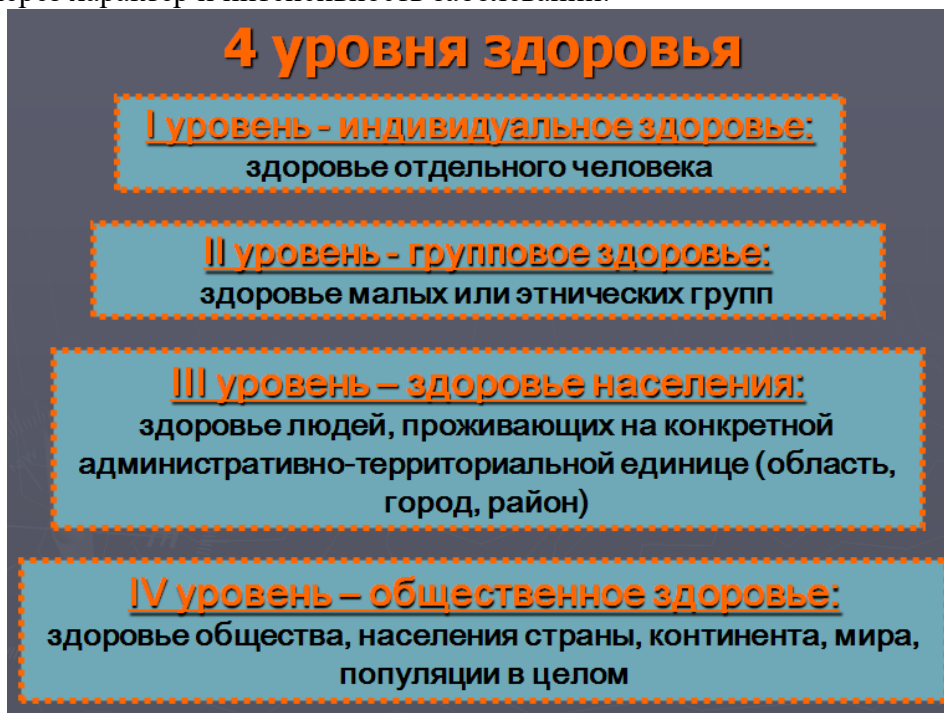 4 уровня здоровья
I уровень - индивидуальное здоровье:
здоровье отдельного человека
II уровень - групповое здоровье:
здоровье малых или этнических групп
III уровень – здоровье населения:
здоровье людей, проживающих на конкретной
административно-территориальной единице (область,
город, район)
IV уровень – общественное здоровье:
здоровье общества, населения страны, континента, мира,
популяции в целом